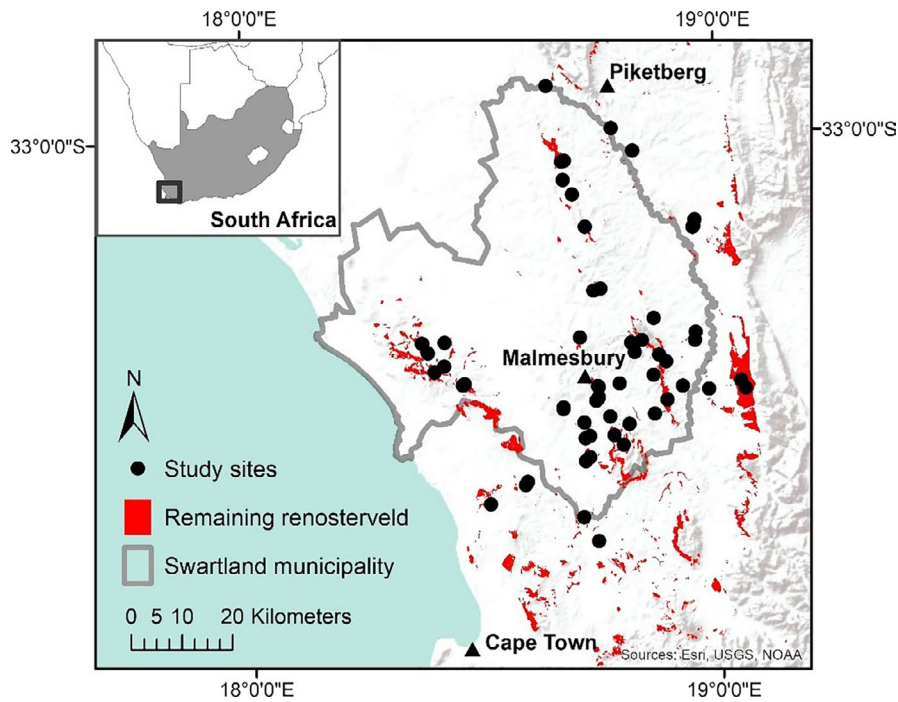 18°0'0"E
19°0'0"E
33°0'0"S
33°0'0"S
South Africa
Piketberg
Malmesbury
N
Study sites
Remaining renosterveld
Swartland municipality
0 5 10 20 Kilometers
Cape Town
Sources: Esri, USGS, NOAA
18°0'0"E
19°0'0"E